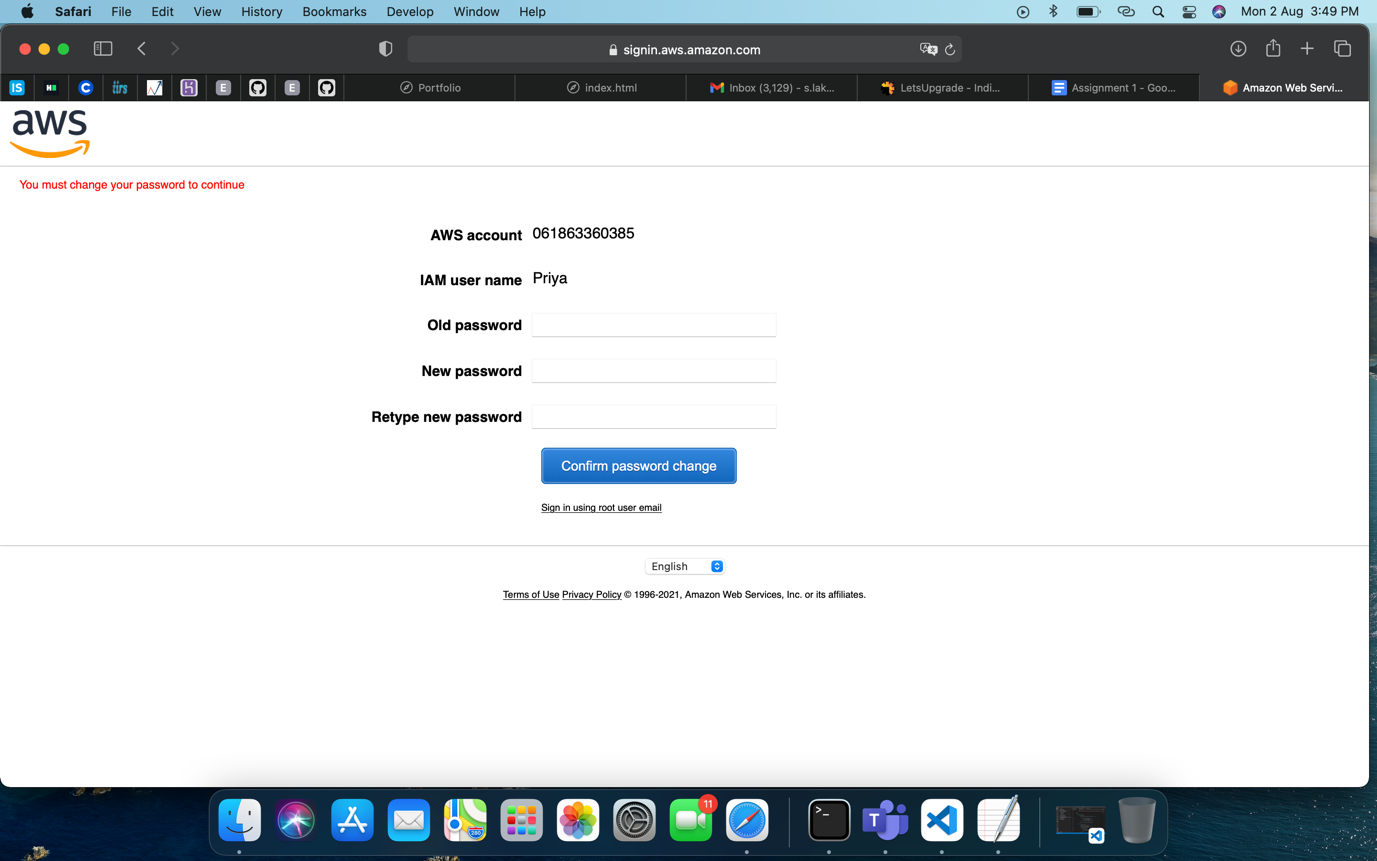 Safari File Edit View History Bookmarks Develop Window Help Mon 2 Aug 3:49 PM
signin.aws.amazon.com
IS H C tirs E E Portfolio index.html Inbox (3,129) - s.lak... LetsUpgrade - Indi... Assignment 1 - Goo... Amazon Web Servi...
aws
You must change your password to continue
AWS account 061863360385
IAM user name Priya
Old password
New password
Retype new password
Confirm password change
Sign in using root user email
English
Terms of Use Privacy Policy © 1996-2021, Amazon Web Services, Inc. or its affiliates.
11
280
>_
T